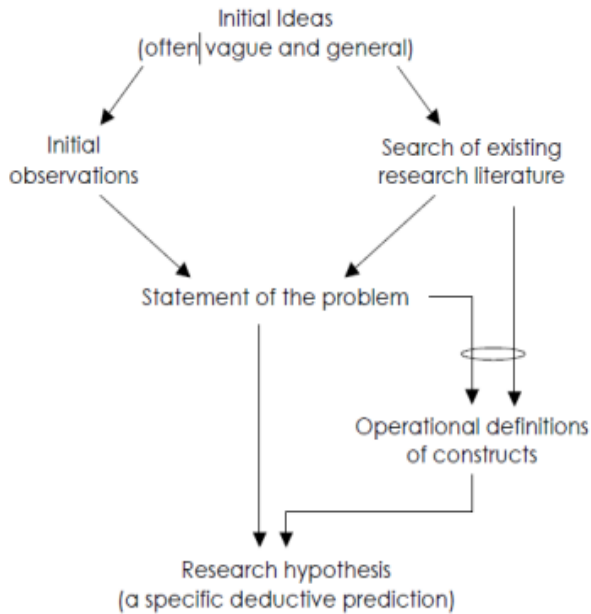 Initial Ideas
(often vague and general)
Initial
observations
Search of existing
research literature
Statement of the problem
Operational definitions
of constructs
Research hypothesis
(a specific deductive prediction)